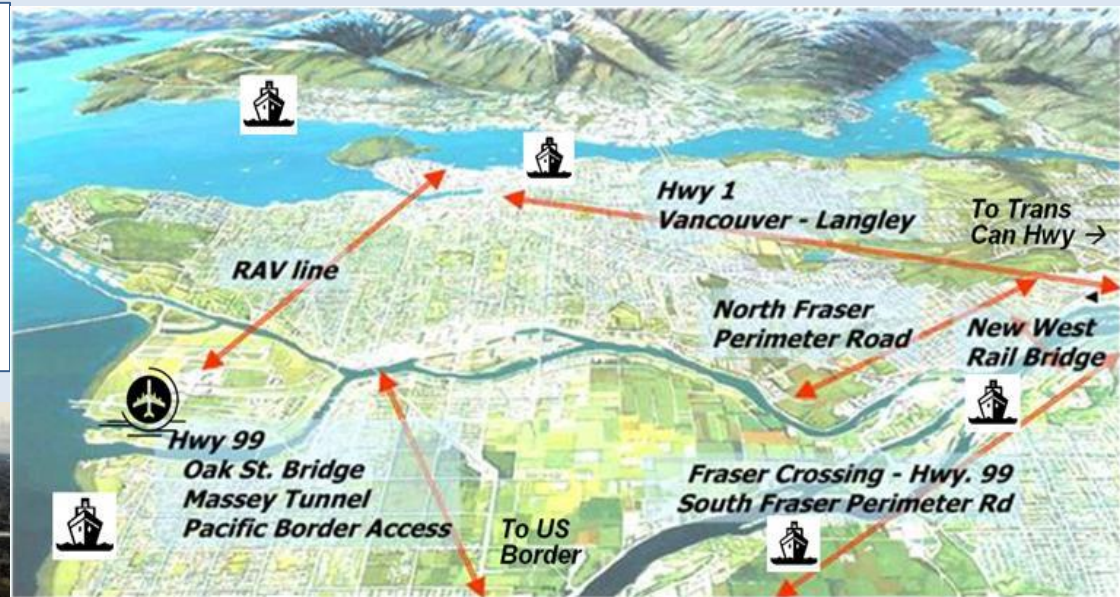 Hwy 1
Vancouver - Langley
To Trans
Can Hwy →
RAV line
North Fraser
Perimeter Road
New West
Rail Bridge
Hwy 99
Oak St. Bridge
Massey Tunnel
Pacific Border Access
Fraser Crossing - Hwy. 99
South Fraser Perimeter Rd
To US
Border